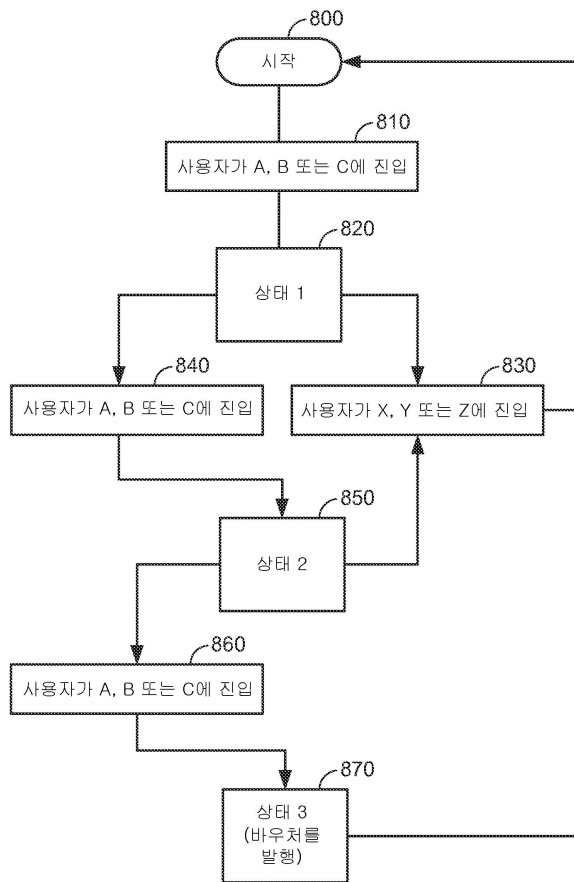 800
시작
810
사용자가 A, B 또는 C에 진입
820
상태 1
840
사용자가 A, B 또는 C에 진입
830
사용자가 X, Y 또는 Z에 진입
850
상태 2
860
사용자가 A, B 또는 C에 진입
870
상태 3
(바우처를
발행)